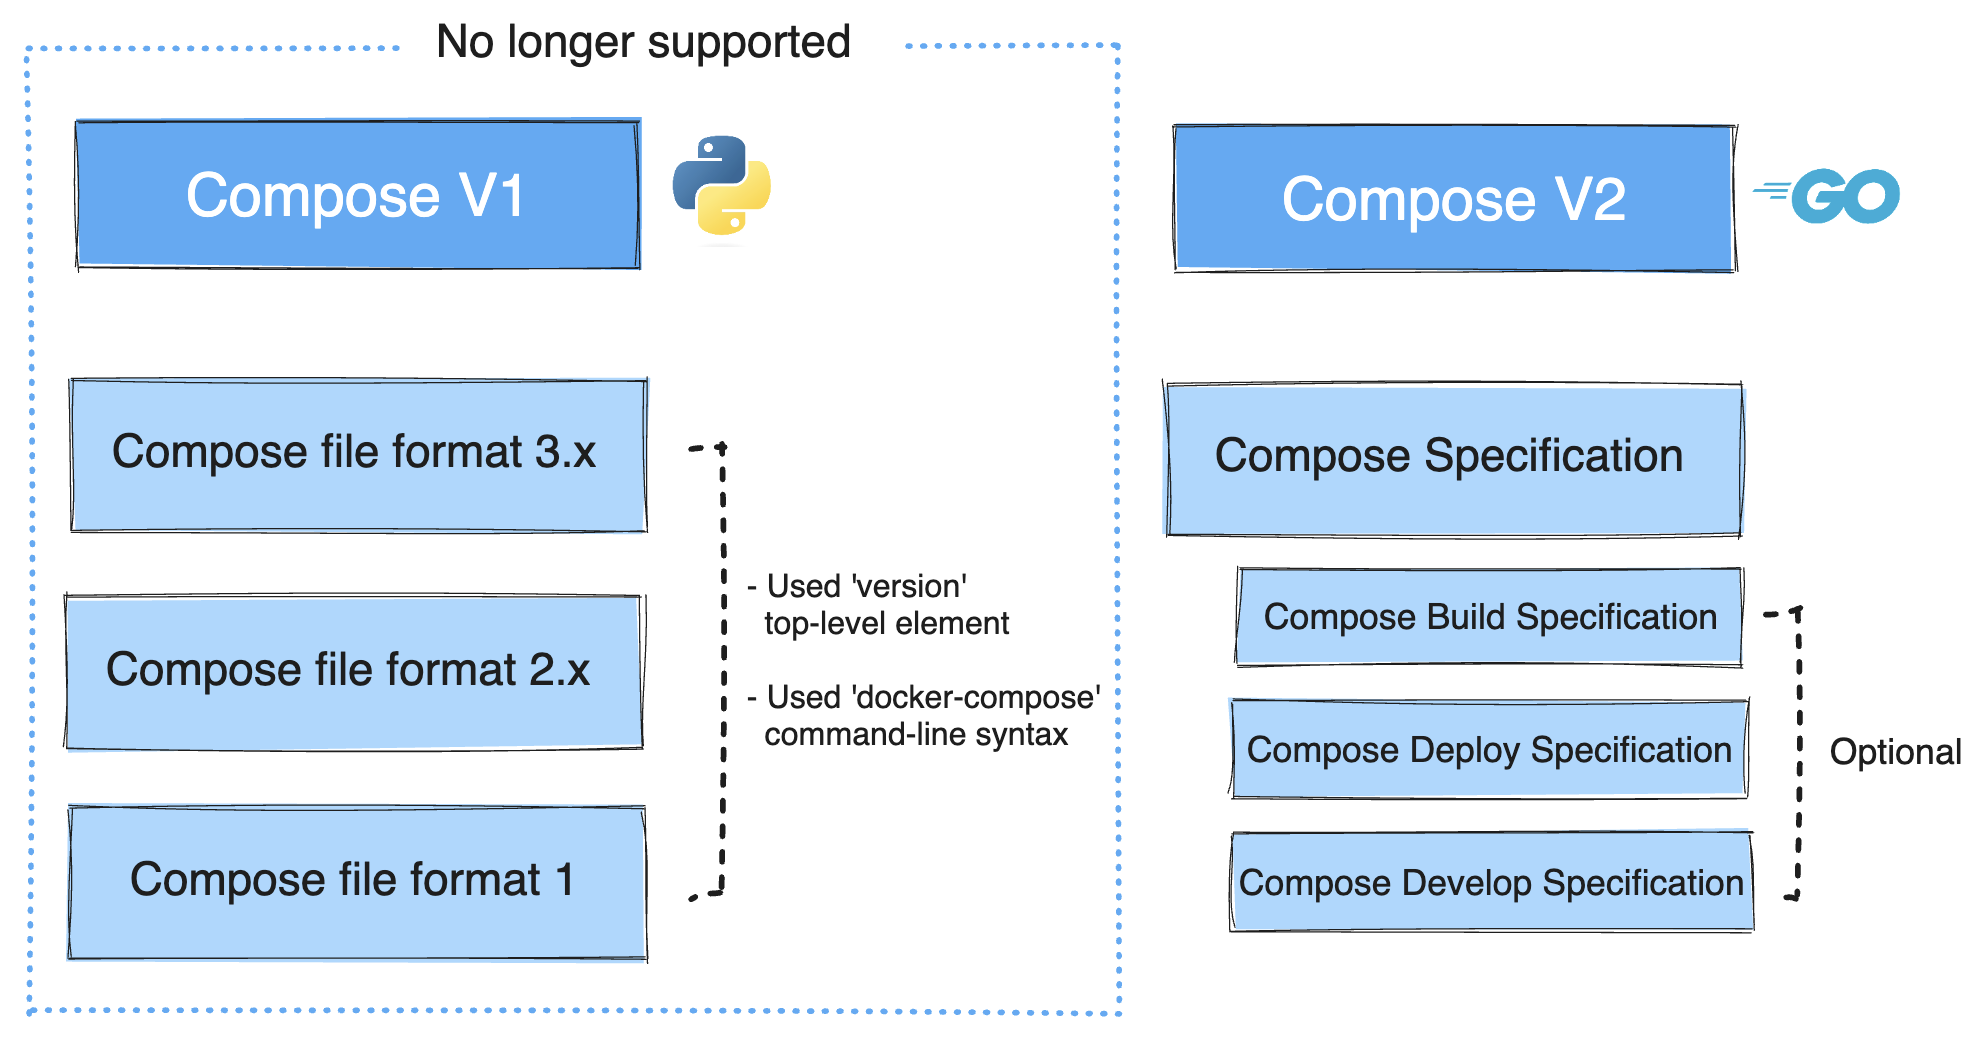 No longer supported
Compose V1
Compose file format 3.x
Compose file format 2.x
Compose file format 1
- Used 'version'
top-level element
- Used 'docker-compose'
command-line syntax
Compose V2
GO
Compose Specification
Compose Build Specification
Compose Deploy Specification
Compose Develop Specification
Optional